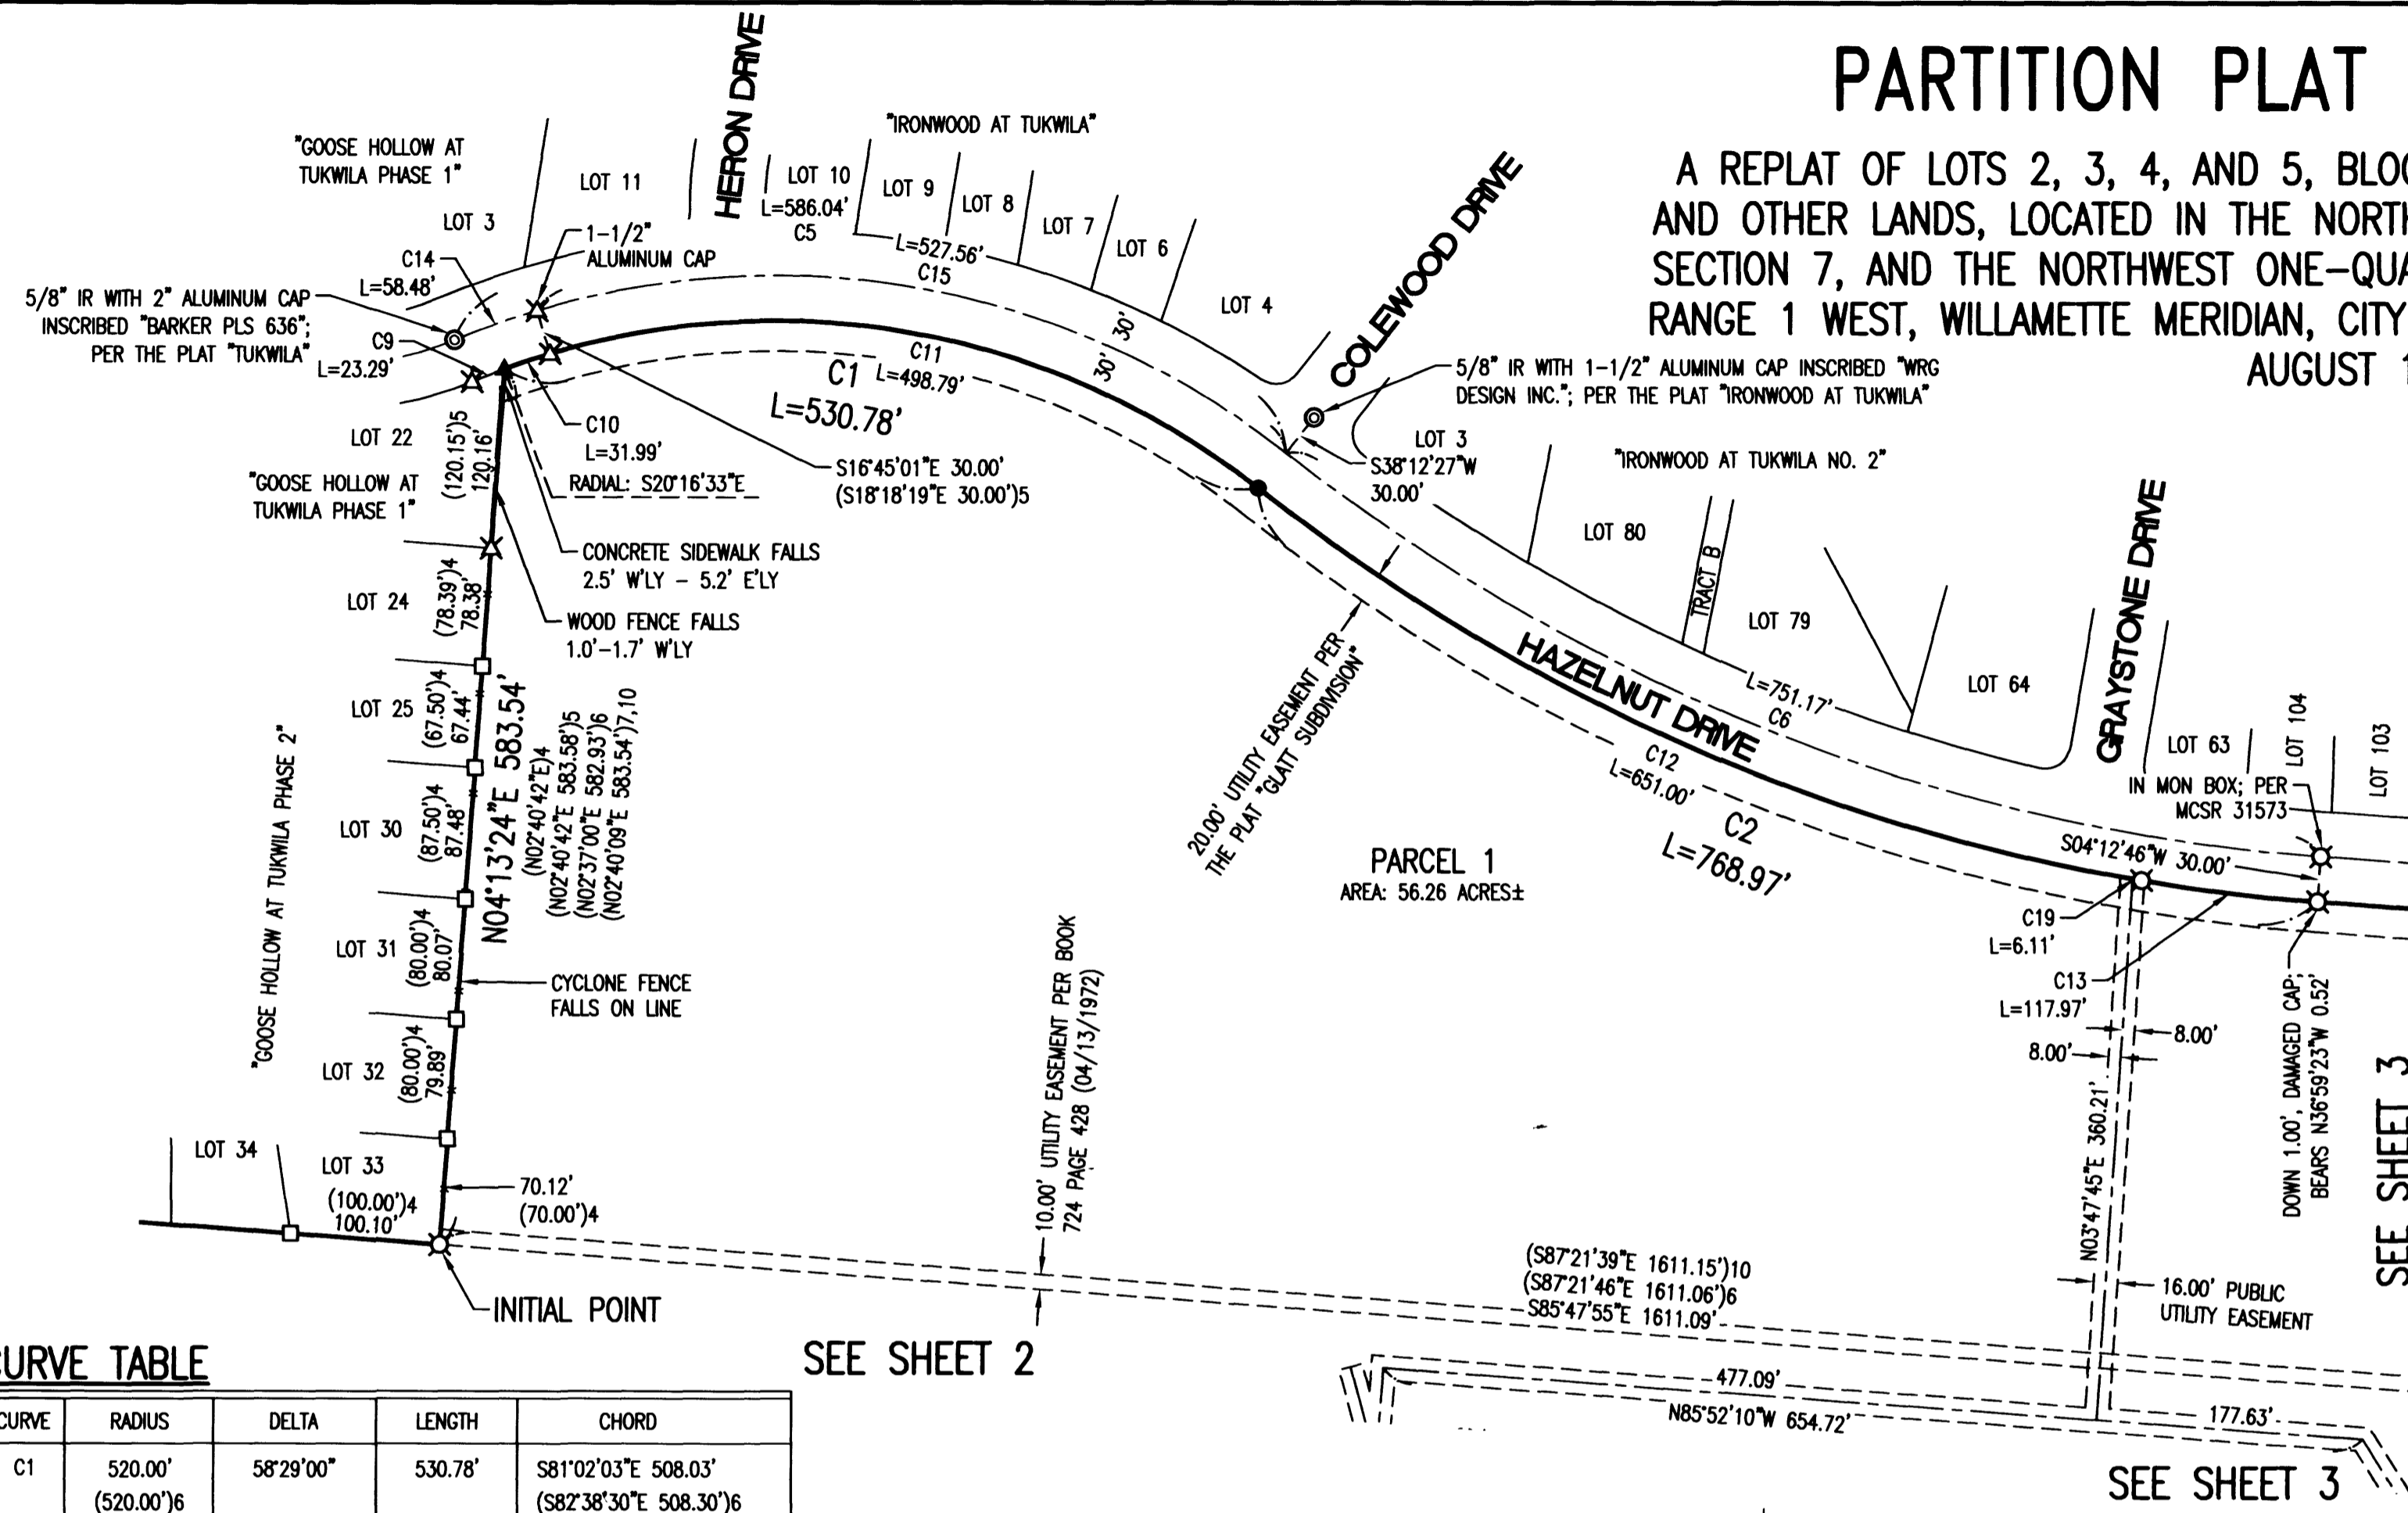 PARTITION PLAT
A REPLAT OF LOTS 2, 3, 4, AND 5,
AND OTHER LANDS, LOCATED IN THE
SECTION 7, AND THE NORTHWEST
RANGE 1 WEST, WILLAMETTE MERIDIAN, CITY
AUGUST
HERON DRIVE
"GOOSE HOLLOW AT
TUKWILA PHASE 1"
LOT 3
LOT 11
LOT 10
L=586.04'
C5
"IRONWOOD AT TUKWILA"
LOT 9
LOT 8
LOT 7
LOT 6
LOT 4
L=527.56'
C15
COLEWOOD DRIVE
1-1/2"
ALUMINUM CAP
C14
L=58.48'
5/8" IR WITH 2" ALUMINUM CAP
INSCRIBED "BARKER PLS 636";
PER THE PLAT "TUKWILA"
C9
L=23.29'
30'
30'
C11
L=498.79'
C1
L=530.78'
C10
L=31.99'
RADIAL: S20°16'33"E
S16°45'01"E 30.00'
(S18°18'19"E 30.00')5
5/8" IR WITH 1-1/2" ALUMINUM CAP INSCRIBED "WRG
DESIGN INC."; PER THE PLAT "IRONWOOD AT TUKWILA"
LOT 3
S38°12'27"W
30.00'
"IRONWOOD AT TUKWILA NO. 2"
LOT 80
TRACT B
LOT 79
LOT 64
GRAYSTONE DRIVE
LOT 63
LOT 104
LOT 103
L=751.17'
C6
HAZELNUT DRIVE
C12
L=651.00'
C2
L=768.97'
IN MON BOX; PER
MCSR 31573
S04°12'46"W 30.00'
C19
L=6.11'
C13
L=117.97'
8.00'
8.00'
DOWN 1.00', DAMAGED CAP;
BEARS N36°59'23"W 0.52'
SEE SHEET 3
LOT 22
"GOOSE HOLLOW AT
TUKWILA PHASE 1"
(120.15')5
120.16'
CONCRETE SIDEWALK FALLS
2.5' W'LY - 5.2' E'LY
WOOD FENCE FALLS
1.0'-1.7' W'LY
LOT 24
(78.39')4
78.38'
LOT 25
(67.50')4
67.44'
LOT 30
(87.50')4
87.48'
LOT 31
(80.00')4
80.07'
LOT 32
(80.00')4
79.89'
"GOOSE HOLLOW AT TUKWILA PHASE 2"
N04°13'24"E 583.54'
(N02°40'42"E)4
(N02°40'42"E 583.58')5
(N02°37'00"E 582.93')6
(N02°40'09"E 583.54')7,10
CYCLONE FENCE
FALLS ON LINE
20.00' UTILITY EASEMENT PER
THE PLAT "GLATT SUBDIVISION"
PARCEL 1
AREA: 56.26 ACRES±
10.00' UTILITY EASEMENT PER BOOK
724 PAGE 428 (04/13/1972)
N03°47'45"E 360.21'
16.00' PUBLIC
UTILITY EASEMENT
LOT 34
LOT 33
(100.00')4
100.10'
70.12'
(70.00')4
INITIAL POINT
(S87°21'39"E 1611.15')10
(S87°21'46"E 1611.06')6
S85°47'55"E 1611.09'
SEE SHEET 2
477.09'
N85°52'10"W 654.72'
177.63'
SEE SHEET 3
CURVE TABLE
CURVE RADIUS DELTA LENGTH CHORD
C1 520.00' 58°29'00" 530.78' S81°02'03"E 508.03'
(520.00')6 (S82°38'30"E 508.30')6